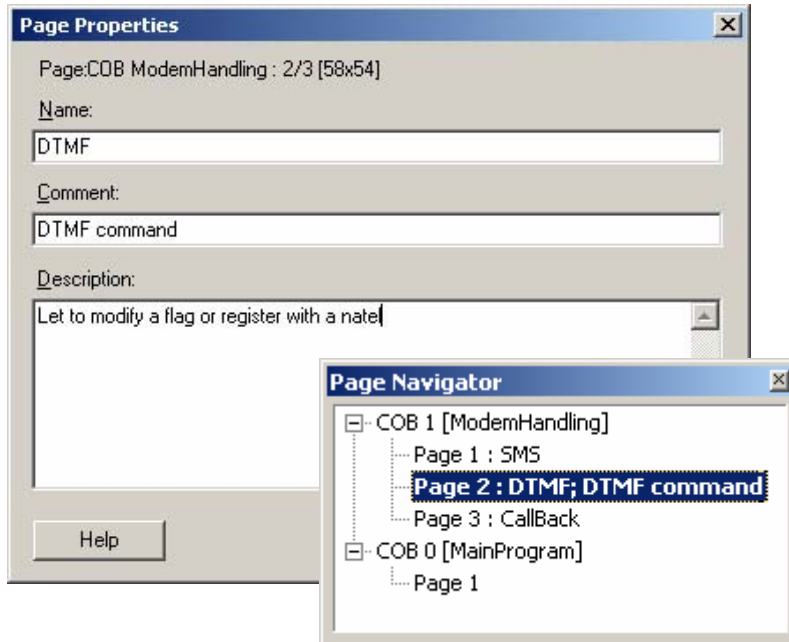 Page Properties
Page:COB ModemHandling : 2/3 [58x54]
Name:
DTMF
Comment:
DTMF command
Description:
Let to modify a flag or register with a natel
Help
Page Navigator
COB 1 [ModemHandling]
Page 1 : SMS
Page 2 : DTMF; DTMF command
Page 3 : CallBack
COB 0 [MainProgram]
Page 1